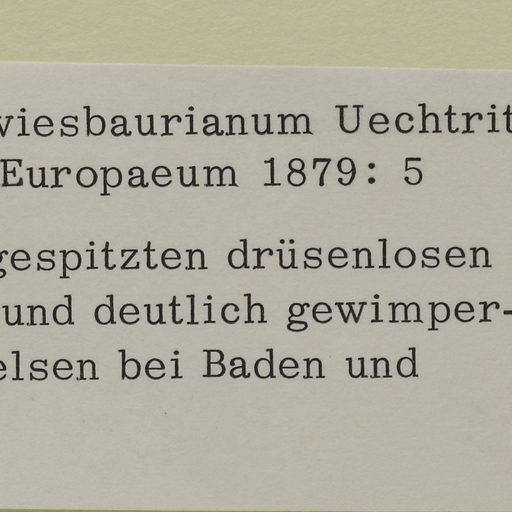 wiesbaurianum Uechtrit
Europaeum 1879: 5
gespitzten drüsenlosen
und deutlich gewimper-
elsen bei Baden und